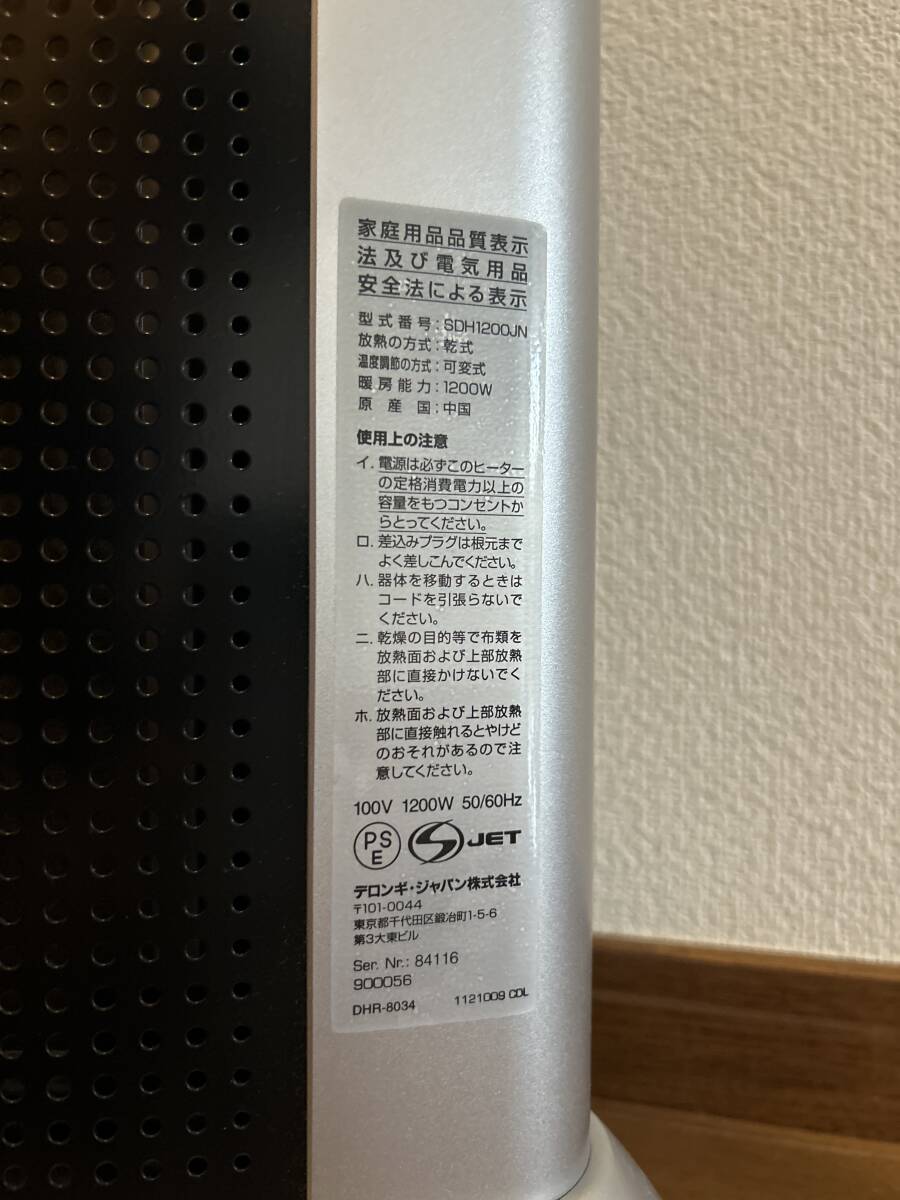 家庭用品品質表示
法及び電気用品
安全法による表示
型式番号:SDH1200JN
放熱の方式:乾式
温度調節の方式:可変式
暖房能力:1200W
原産国:中国
使用上の注意
イ. 電源は必ずこのヒーター
の定格消費電力以上の
容量をもつコンセントか
らとってください。
ロ. 差込みプラグは根元まで
よく差しこんでください。
ハ. 器体を移動するときは
コードを引張らないで
ください。
ニ. 乾燥の目的等で布類を
放熱面および上部放熱
部に直接かけないでく
ださい。
ホ. 放熱面および上部放熱
部に直接触れるとやけど
のおそれがあるので注
意してください。
100V 1200W 50/60Hz
PS
E
S JET
デロンギ・ジャパン株式会社
〒101-0044
東京都千代田区鍛冶町1-5-6
第3大東ビル
Ser. Nr.: 84116
900056
DHR-8034 1121009 CDL